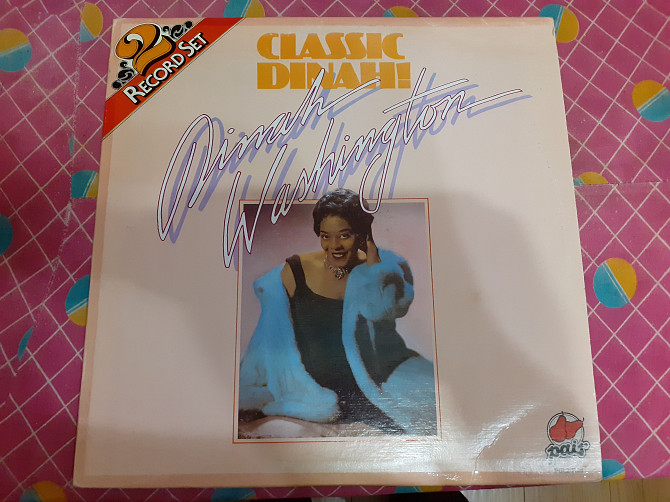 2
RECORD SET
CLASSIC
DINAH!
Dinah
Washington
pair